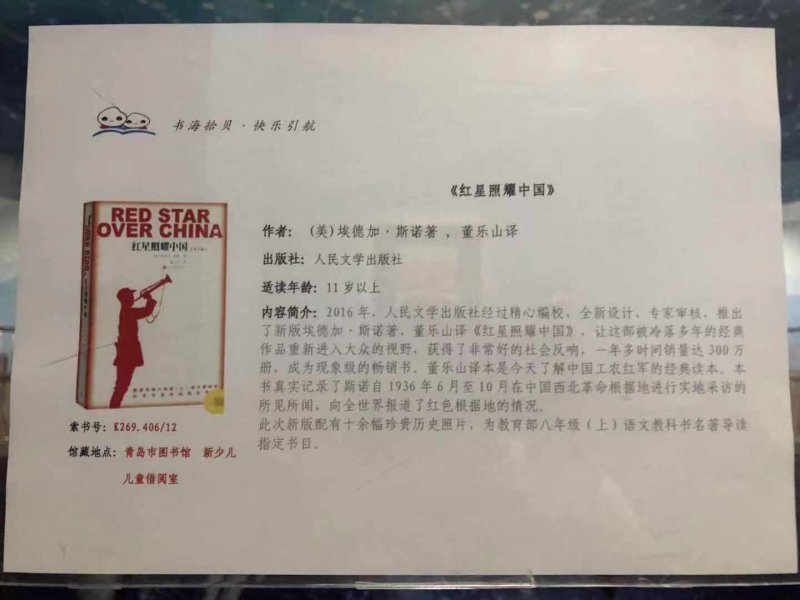 书海拾贝·快乐引航
《红星照耀中国》
RED STAR
OVER CHINA
红星照耀中国
作者：(美)埃德加·斯诺著，董乐山译
出版社：人民文学出版社
适读年龄：11岁以上
内容简介：2016年，人民文学出版社经过精心编校、全新设计、专家审核，推出
了新版埃德加·斯诺著、董乐山译《红星照耀中国》，让这部被冷落多年的经典
作品重新进入大众的视野，获得了非常好的社会反响，一年多时间销量达300万
册，成为现象级的畅销书。董乐山译本是今天了解中国工农红军的经典读本。本
书真实记录了斯诺自1936年6月至10月在中国西北革命根据地进行实地采访的
所见所闻，向全世界报道了红色根据地的情况。
此次新版配有十余幅珍贵历史照片，为教育部八年级（上）语文教科书名著导读
指定书目。
索书号：K269.406/12
馆藏地点：青岛市图书馆 新少儿
儿童借阅室